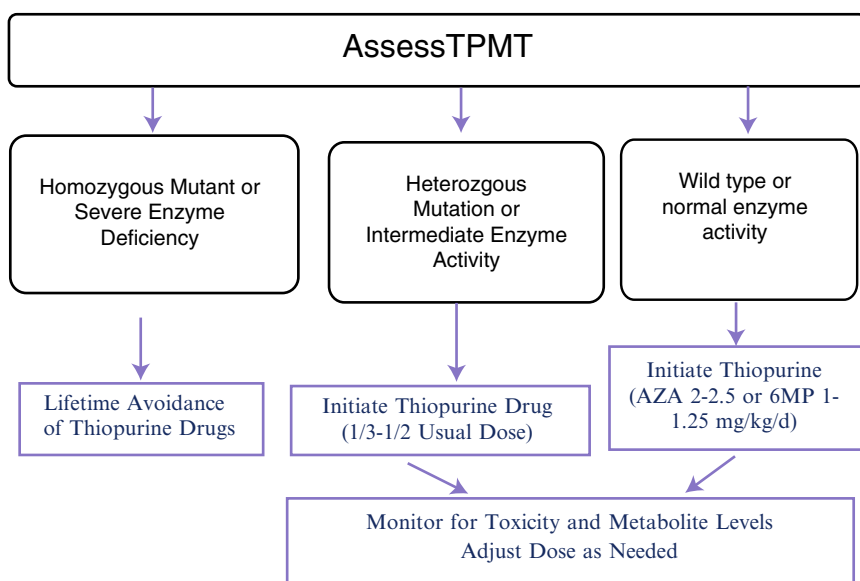 AssessTPMT
Homozygous Mutant or
Severe Enzyme
Deficiency
Heterozgous
Mutation or
Intermediate Enzyme
Activity
Wild type or
normal enzyme
activity
Lifetime Avoidance
of Thiopurine Drugs
Initiate Thiopurine Drug
(1/3-1/2 Usual Dose)
Initiate Thiopurine
(AZA 2-2.5 or 6MP 1-
1.25 mg/kg/d)
Monitor for Toxicity and Metabolite Levels
Adjust Dose as Needed